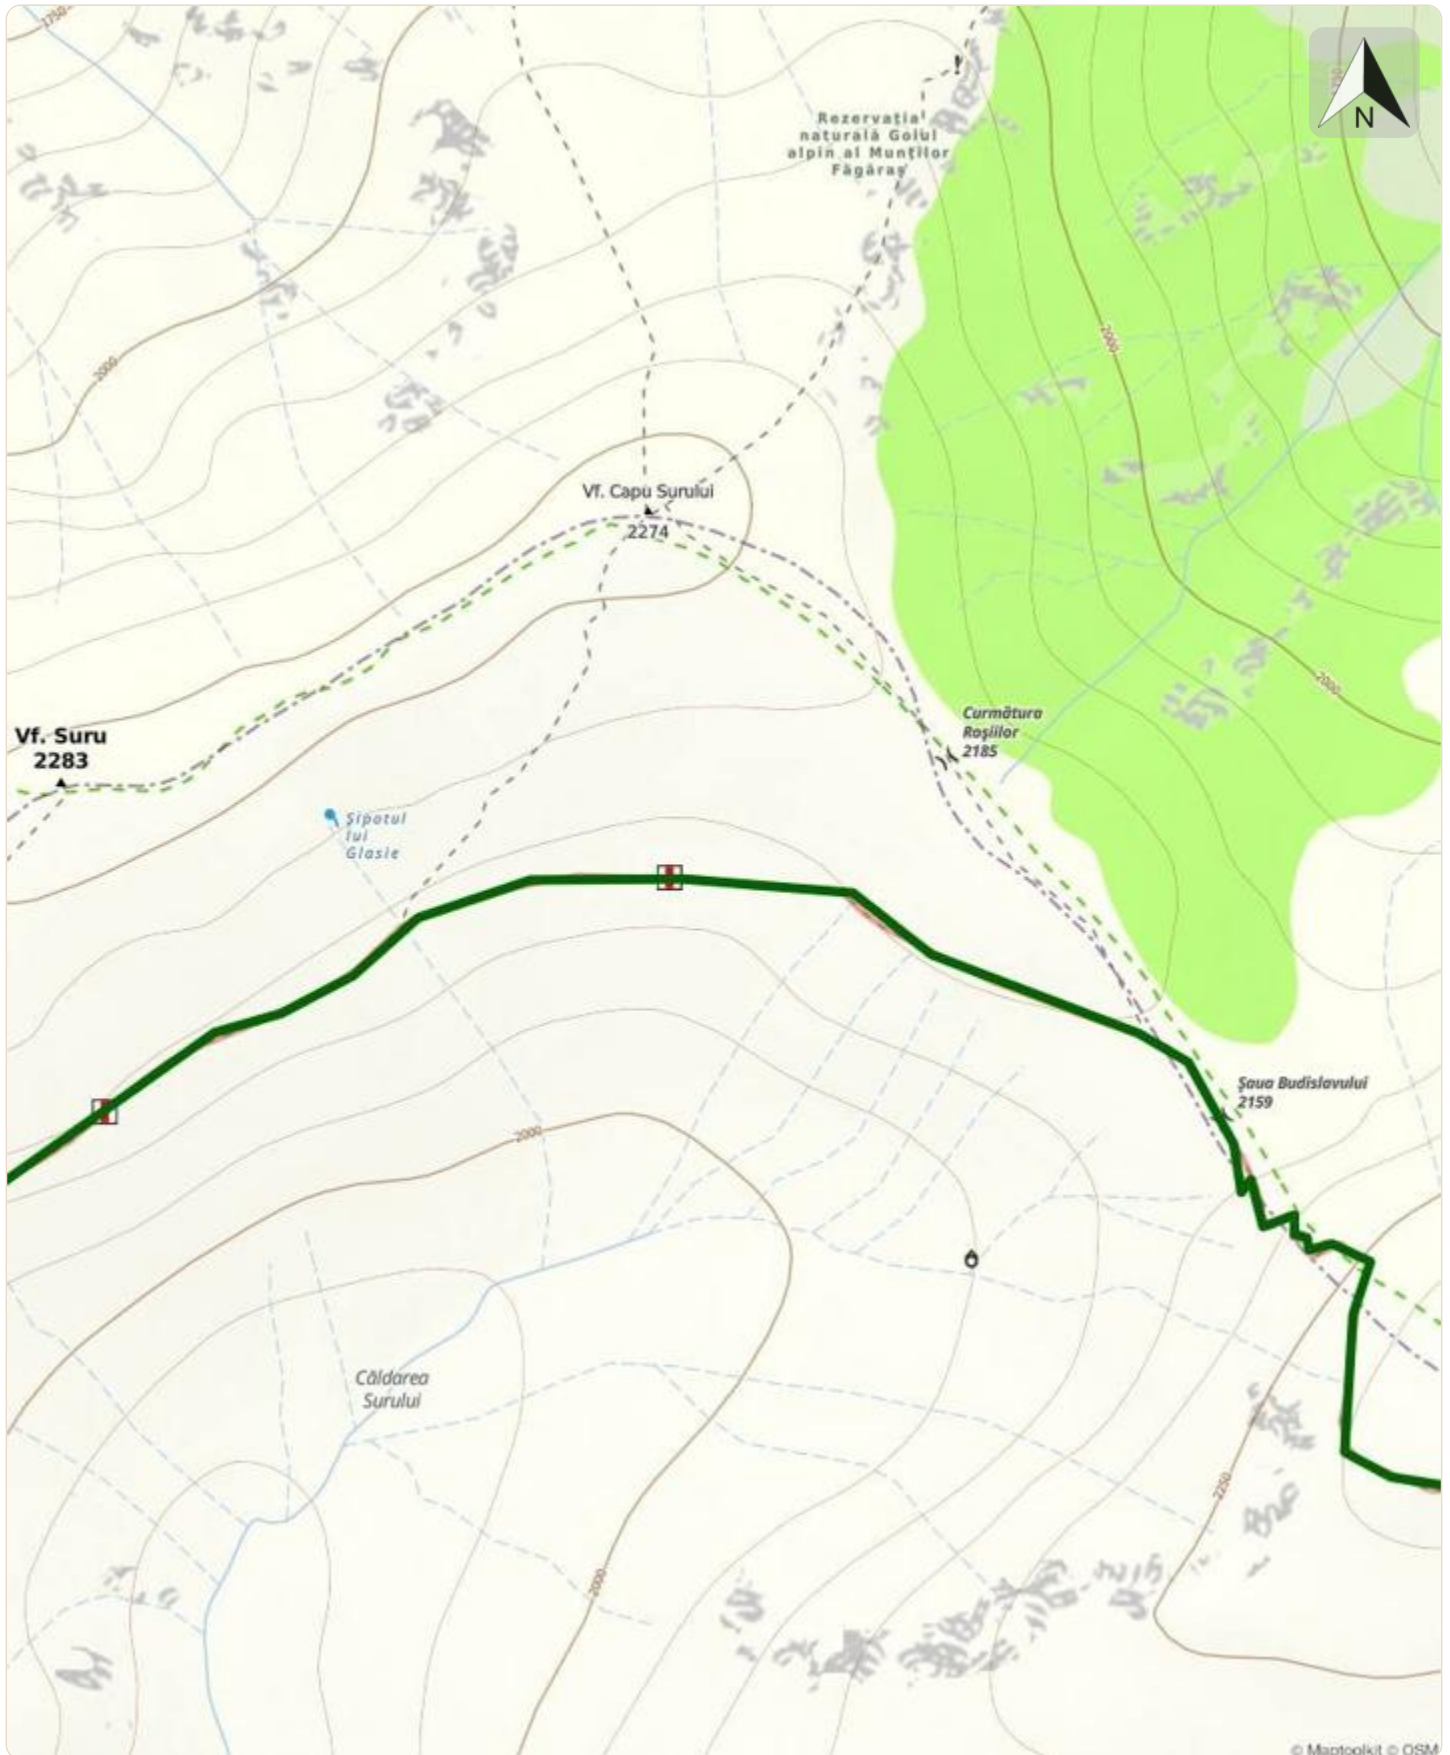 1750
N
Rezervația
naturală Golul
alpin al Munților
Făgăraș
2000
2000
Vf. Capu Surului
2274
2000
Curmătura
Roșiilor
2185
Vf. Suru
2283
Șipotul
lui
Glasie
Șaua Budislavului
2159
2000
Căldarea
Surului
2250
2000
© Maptoolkit © OSM